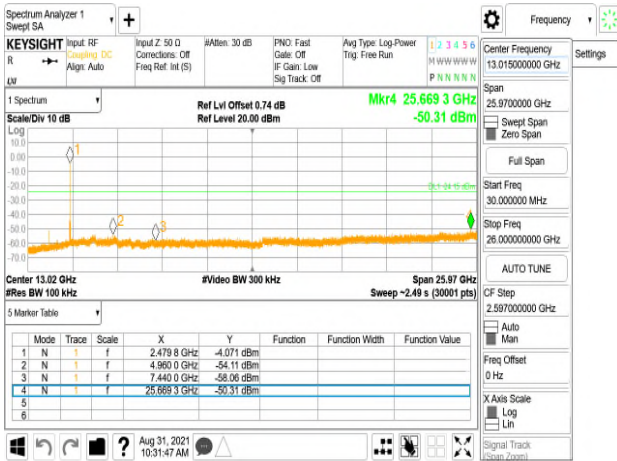 Spectrum Analyzer 1
Swept SA
Frequency
KEYSIGHT
Input: RF
Coupling: DC
Align: Auto
Input Z: 50 Ω
Corrections: Off
Freq Ref: Int (S)
#Atten: 30 dB
PNO: Fast
Gate: Off
IF Gain: Low
Sig Track: Off
Avg Type: Log-Power
Trig: Free Run
1 2 3 4 5 6
M W W W W W
P N N N N N
R
Center Frequency
13.015000000 GHz
Settings
Span
25.9700000 GHz
Swept Span
Zero Span
Full Span
Start Freq
30.000000 MHz
Stop Freq
26.00000000 GHz
AUTO TUNE
CF Step
2.597000000 GHz
Auto
Man
Freq Offset
0 Hz
X Axis Scale
Log
Lin
Signal Track
(Span Zoom)
1 Spectrum
Scale/Div 10 dB
Ref Lvl Offset 0.74 dB
Ref Level 20.00 dBm
Mkr4 25.669 3 GHz
-50.31 dBm
Log
10.0
0.00
-10.0
-20.0
-30.0
-40.0
-50.0
-60.0
-70.0
1
2
3
DL1 -24.15 dBm
Center 13.02 GHz
#Res BW 100 kHz
#Video BW 300 kHz
Span 25.97 GHz
Sweep ~2.49 s (30001 pts)
5 Marker Table
Mode Trace Scale X Y Function Function Width Function Value
1 N 1 f 2.479 8 GHz -4.071 dBm
2 N 1 f 4.960 0 GHz -54.11 dBm
3 N 1 f 7.440 0 GHz -58.06 dBm
4 N 1 f 25.669 3 GHz -50.31 dBm
5
6
?
Aug 31, 2021
10:31:47 AM